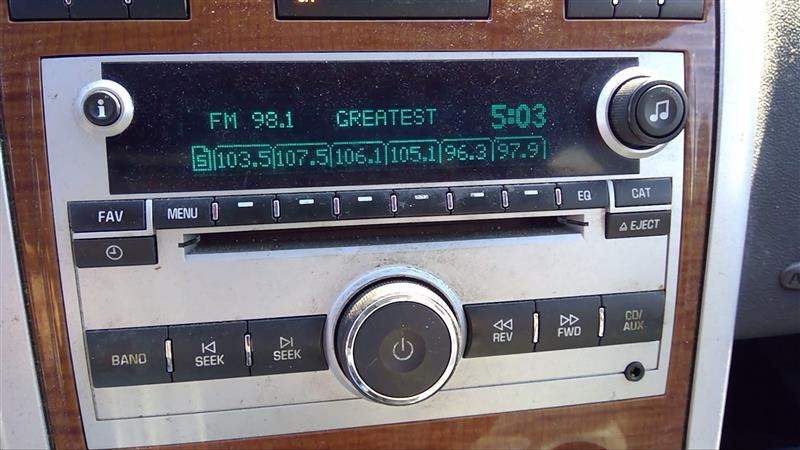 FM 98.1 GREATEST 5:03
5 103.5 107.5 106.1 105.1 96.3 97.9
FAV MENU EQ CAT
EJECT
BAND SEEK SEEK REV FWD CD/
AUX